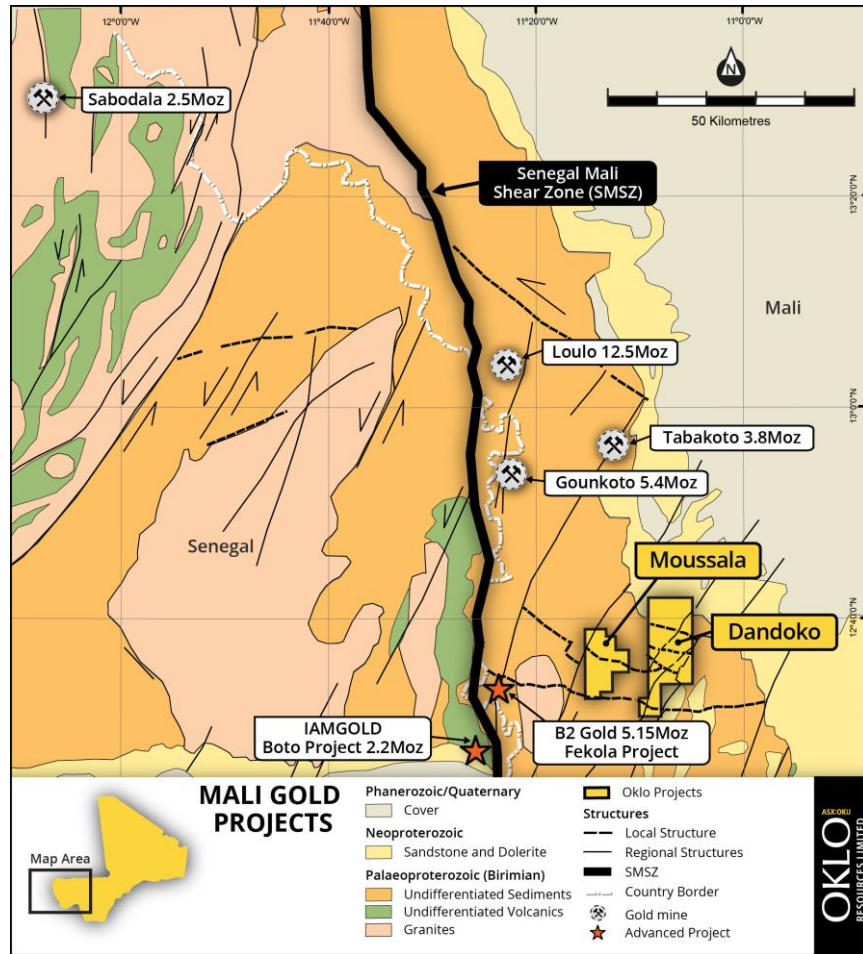 12°0'0"W
11°40'0"W
11°20'0"W
11°0'0"W
N
50 Kilometres
Sabodala 2.5Moz
Senegal Mali
Shear Zone (SMSZ)
13°20'0"N
Mali
Loulo 12.5Moz
13°0'0"N
Tabakoto 3.8Moz
Gounkoto 5.4Moz
Senegal
Moussala
12°40'0"N
Dandoko
IAMGOLD
Boto Project 2.2Moz
B2 Gold 5.15Moz
Fekola Project
MALI GOLD
PROJECTS
Map Area
Phanerozoic/Quaternary
Cover
Neoproterozoic
Sandstone and Dolerite
Palaeoproterozoic (Birimian)
Undifferentiated Sediments
Undifferentiated Volcanics
Granites
Oklo Projects
Structures
Local Structure
Regional Structures
SMSZ
Country Border
Gold mine
Advanced Project
ASX:OKU
OKLO
RESOURCES LIMITED